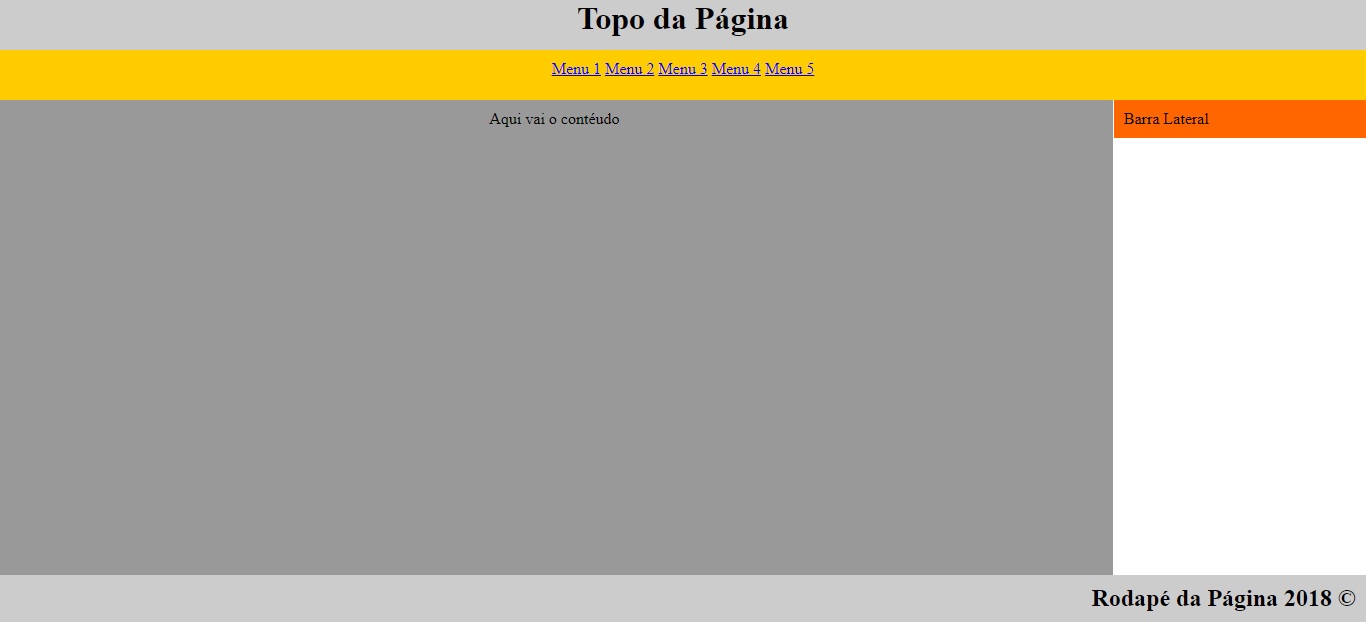 Topo da Página
Menu 1 Menu 2 Menu 3 Menu 4 Menu 5
Aqui vai o contéudo
Barra Lateral
Rodapé da Página 2018 ©